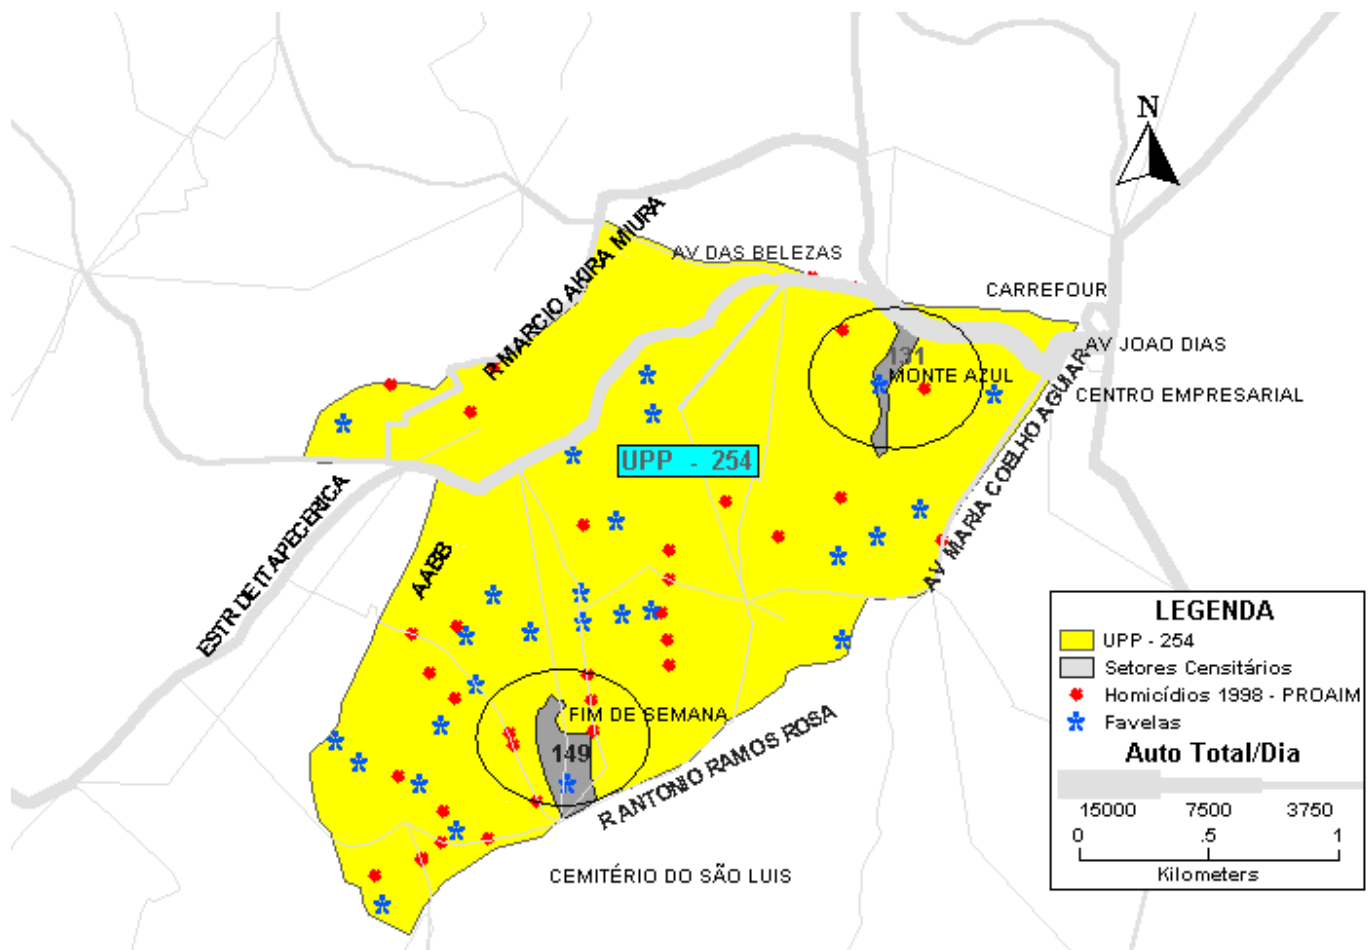 N
R MARCIO AKIRA MIURA
AV DAS BELEZAS
CARREFOUR
131
AV JOAO DIAS
MONTE AZUL
CENTRO EMPRESARIAL
UPP - 254
ESTR DE ITAPECERICA
AABB
AV MARIA COELHO AGUIAR
FIM DE SEMANA
149
R ANTONIO RAMOS ROSA
CEMITÉRIO DO SÃO LUIS
LEGENDA
UPP - 254
Setores Censitários
Homicídios 1998 - PROAIM
Favelas
Auto Total/Dia
15000 7500 3750
0 .5 1
Kilometers